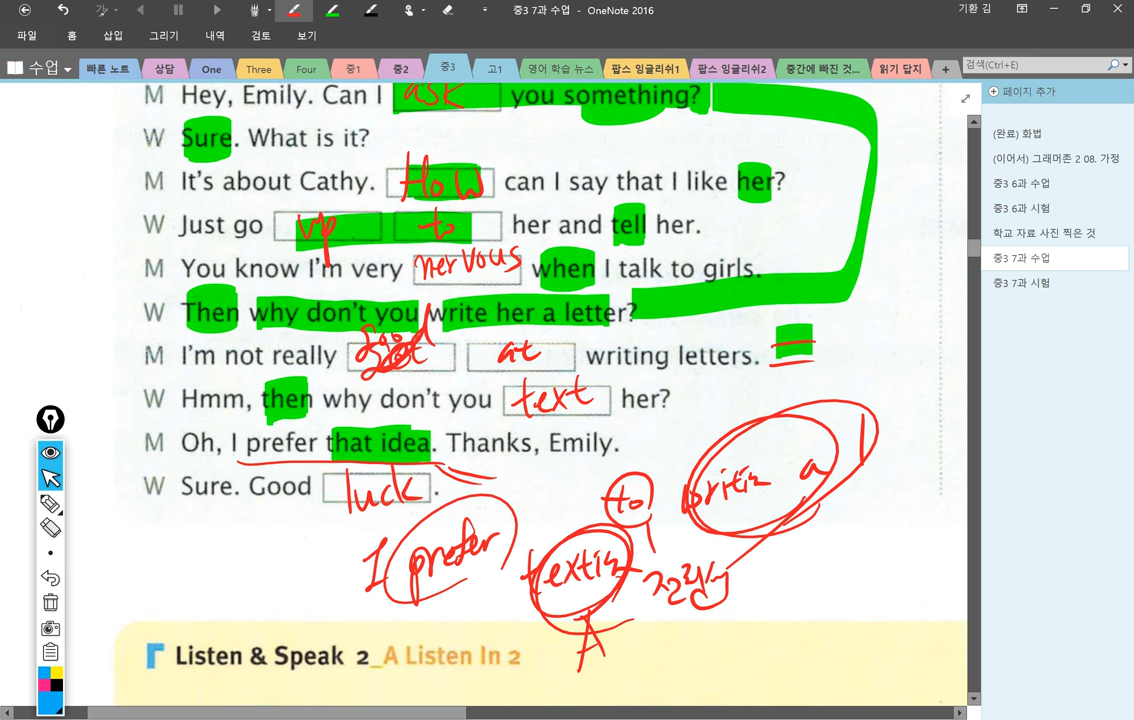 중3 7과 수업 - OneNote 2016
기환 김
파일 홈 삽입 그리기 내역 검토 보기
수업 빠른 노트 상담 One Three Four 중1 중2 중3 고1 영어 학습 뉴스 팝스 잉글리쉬1 팝스 잉글리쉬2 중간에 빠진 것... 읽기 답지 +
검색(Ctrl+E)
페이지 추가
(완료) 화법
(이어서) 그래머존 2 08. 가정
중3 6과 수업
중3 6과 시험
학교 자료 사진 찍은 것
중3 7과 수업
중3 7과 시험
M Hey, Emily. Can I ask you something?
W Sure. What is it?
M It's about Cathy. How can I say that I like her?
W Just go up to her and tell her.
M You know I'm very nervous when I talk to girls.
W Then why don't you write her a letter?
M I'm not really good at writing letters.
W Hmm, then why don't you text her?
M Oh, I prefer that idea. Thanks, Emily.
W Sure. Good luck.
to writin a l
I prefer textin 전람성
A
Listen & Speak 2_A Listen In 2